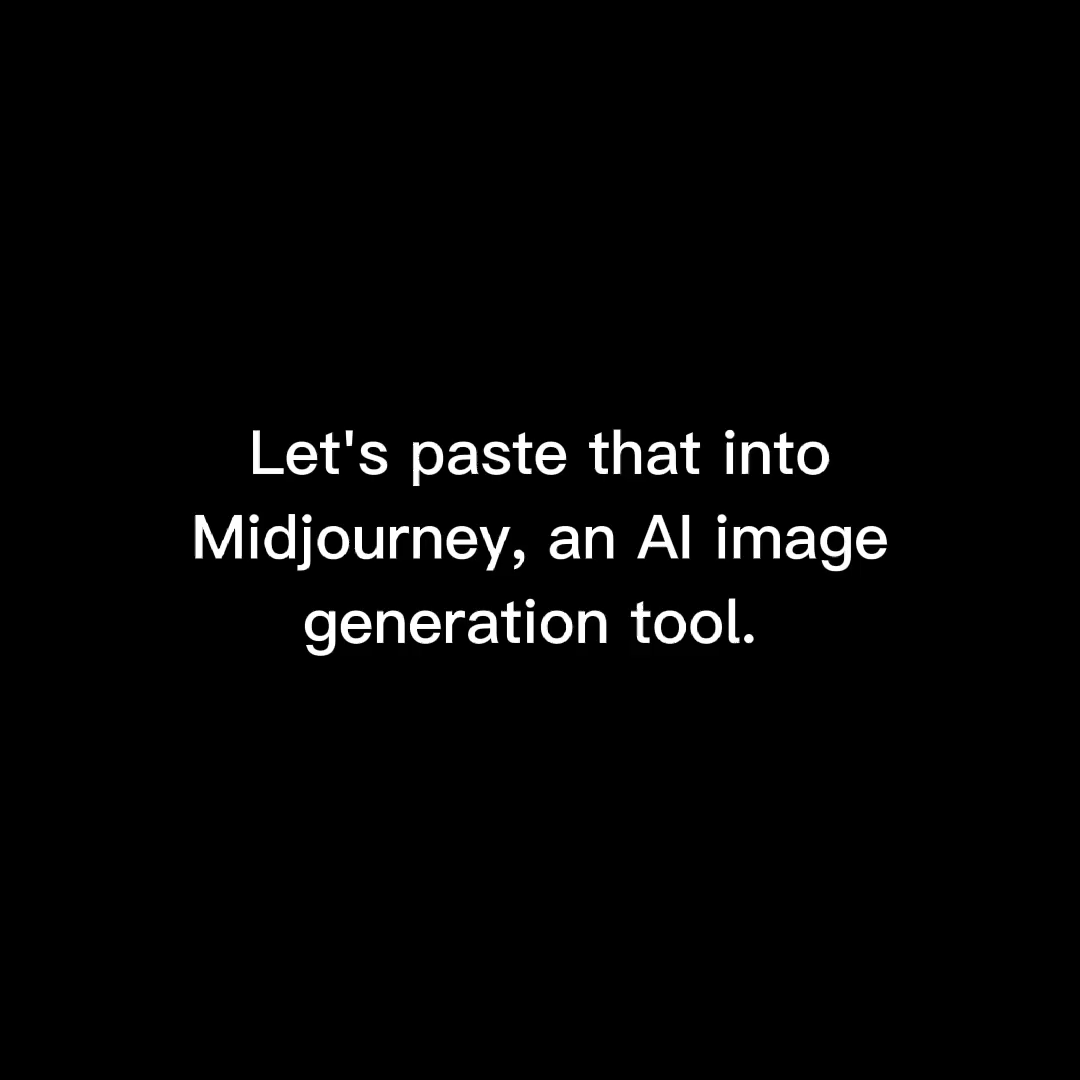 Let's paste that into
Midjourney, an AI image
generation tool.